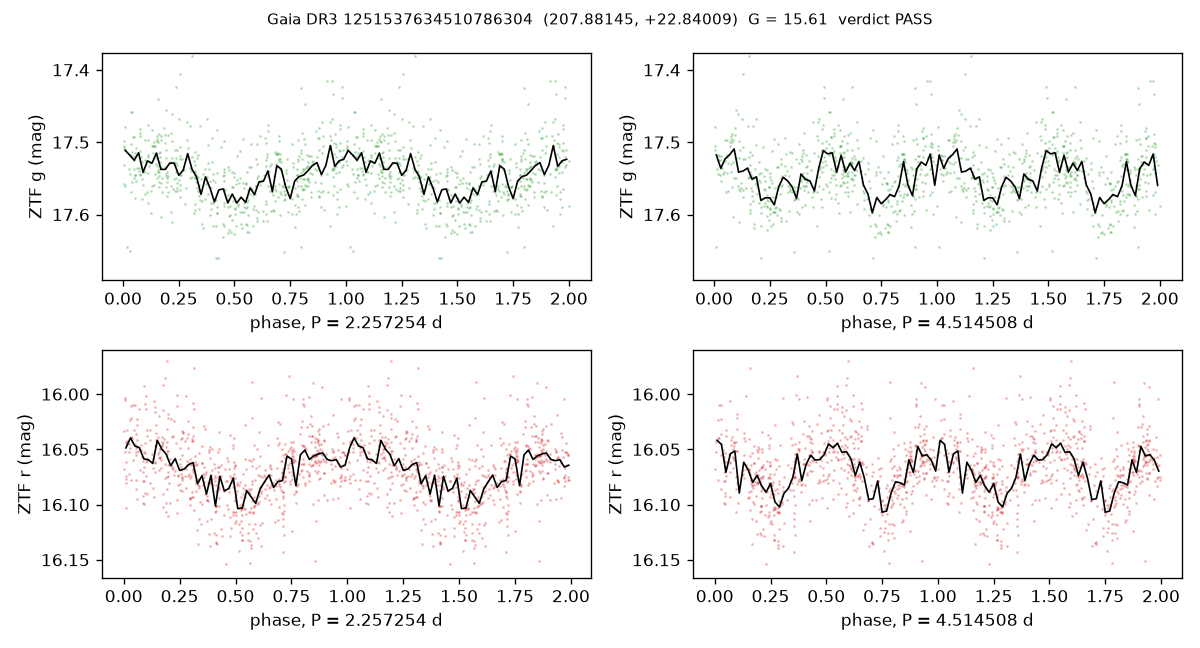 Gaia DR3 1251537634510786304 (207.88145, +22.84009) G = 15.61 verdict PASS
ZTF g (mag)
17.4
17.5
17.6
0.00 0.25 0.50 0.75 1.00 1.25 1.50 1.75 2.00
phase, P = 2.257254 d
ZTF g (mag)
17.4
17.5
17.6
0.00 0.25 0.50 0.75 1.00 1.25 1.50 1.75 2.00
phase, P = 4.514508 d
ZTF r (mag)
16.00
16.05
16.10
16.15
0.00 0.25 0.50 0.75 1.00 1.25 1.50 1.75 2.00
phase, P = 2.257254 d
ZTF r (mag)
16.00
16.05
16.10
16.15
0.00 0.25 0.50 0.75 1.00 1.25 1.50 1.75 2.00
phase, P = 4.514508 d